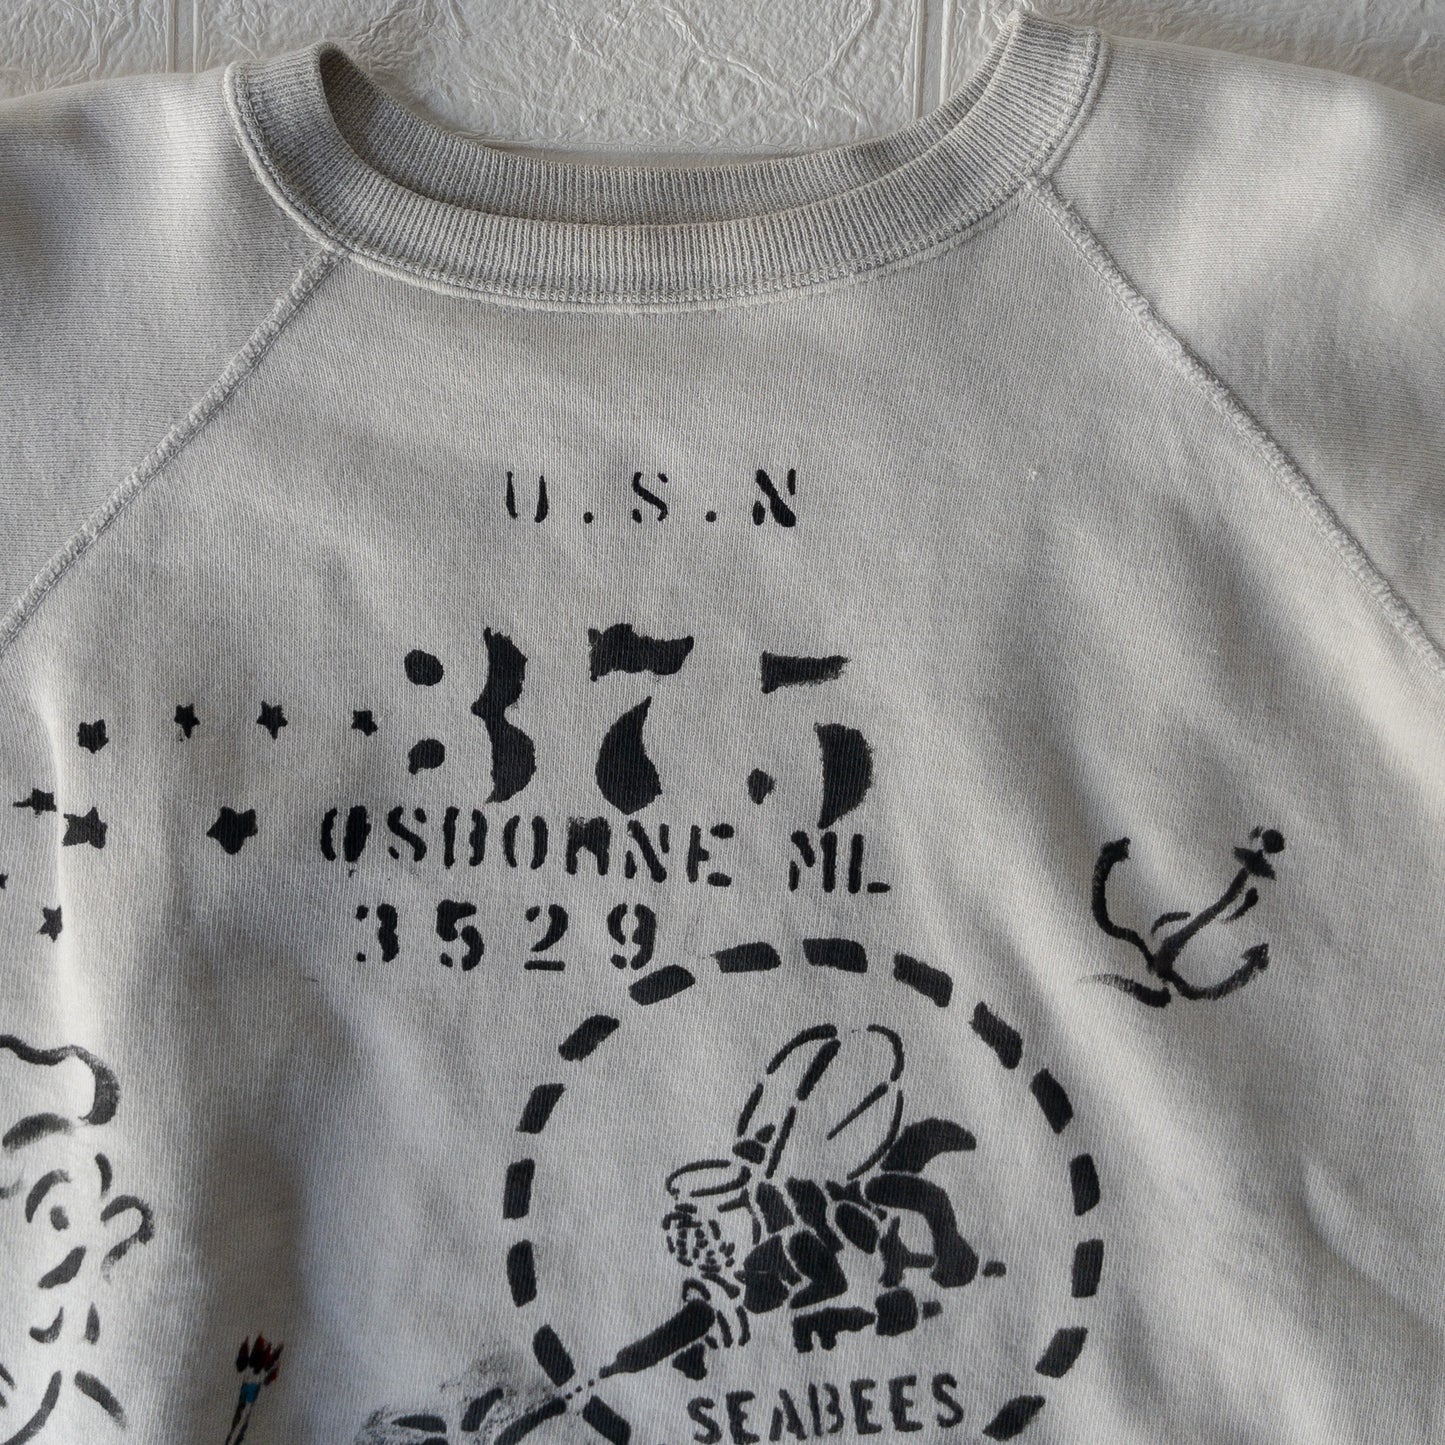 U.S.N
375
OSBORNE ML
3529
SEABEES